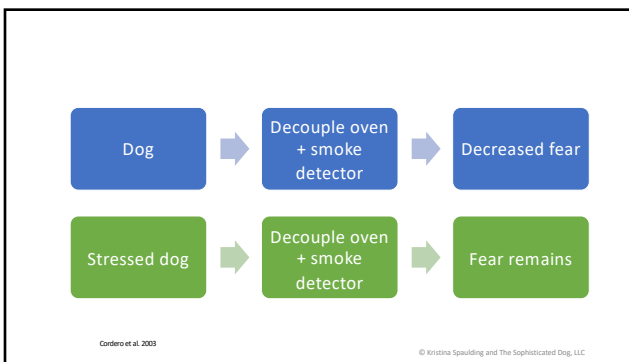 Dog
Decouple oven
+ smoke
detector
Decreased fear
Stressed dog
Decouple oven
+ smoke
detector
Fear remains
Cordero et al. 2003
© Kristina Spaulding and The Sophisticated Dog, LLC